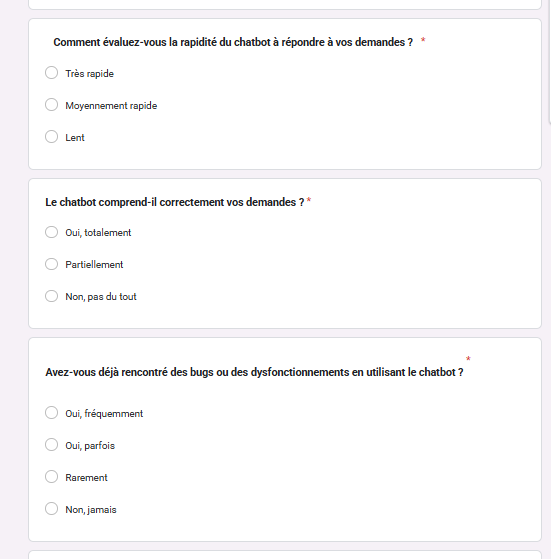 Comment évaluez-vous la rapidité du chatbot à répondre à vos demandes ? *
Très rapide
Moyennement rapide
Lent
Le chatbot comprend-il correctement vos demandes ? *
Oui, totalement
Partiellement
Non, pas du tout
Avez-vous déjà rencontré des bugs ou des dysfonctionnements en utilisant le chatbot ? *
Oui, fréquemment
Oui, parfois
Rarement
Non, jamais